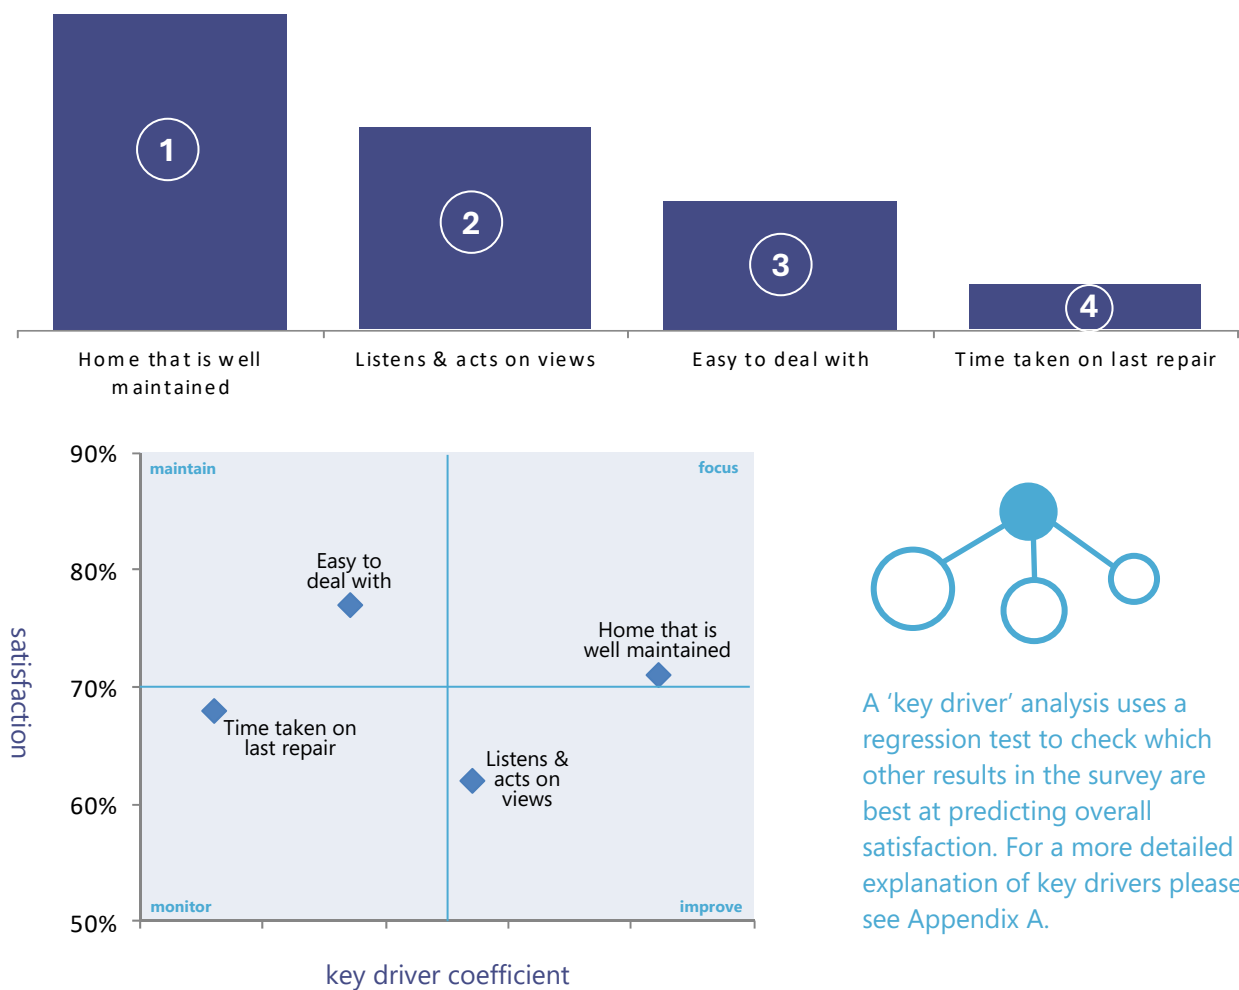 1
2
3
4
Home that is well
maintained
Listens & acts on views
Easy to deal with
Time taken on last repair
90%
80%
70%
60%
50%
satisfaction
maintain
focus
Easy to
deal with
Home that is
well maintained
Time taken on
last repair
Listens &
acts on
views
monitor
improve
key driver coefficient
A ‘key driver’ analysis uses a
regression test to check which
other results in the survey are
best at predicting overall
satisfaction. For a more detailed
explanation of key drivers please
see Appendix A.